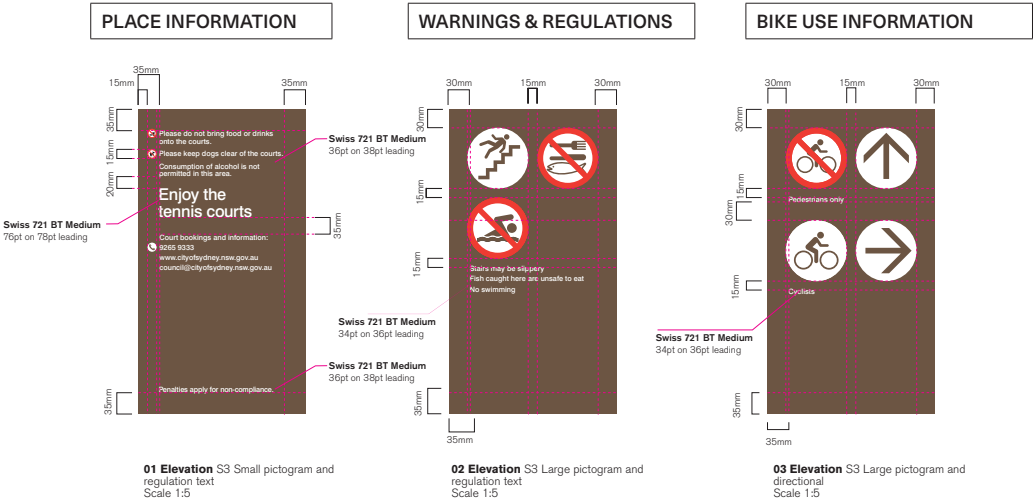 PLACE INFORMATION
WARNINGS & REGULATIONS
BIKE USE INFORMATION
35mm
15mm
35mm
35mm
15mm
20mm
35mm
35mm
Please do not bring food or drinks
onto the courts.
Please keep dogs clear of the courts.
Consumption of alcohol is not
permitted in this area.
Enjoy the
tennis courts
Court bookings and information:
9265 9333
www.cityofsydney.nsw.gov.au
council@cityofsydney.nsw.gov.au
Penalties apply for non-compliance.
Swiss 721 BT Medium
76pt on 78pt leading
Swiss 721 BT Medium
36pt on 38pt leading
Swiss 721 BT Medium
36pt on 38pt leading
01 Elevation S3 Small pictogram and
regulation text
Scale 1:5
30mm
15mm
30mm
30mm
15mm
15mm
35mm
35mm
Stairs may be slippery
Fish caught here are unsafe to eat
No swimming
Swiss 721 BT Medium
34pt on 36pt leading
02 Elevation S3 Large pictogram and
regulation text
Scale 1:5
30mm
15mm
30mm
30mm
15mm
30mm
15mm
35mm
35mm
Pedestrians only
Cyclists
Swiss 721 BT Medium
34pt on 36pt leading
03 Elevation S3 Large pictogram and
directional
Scale 1:5